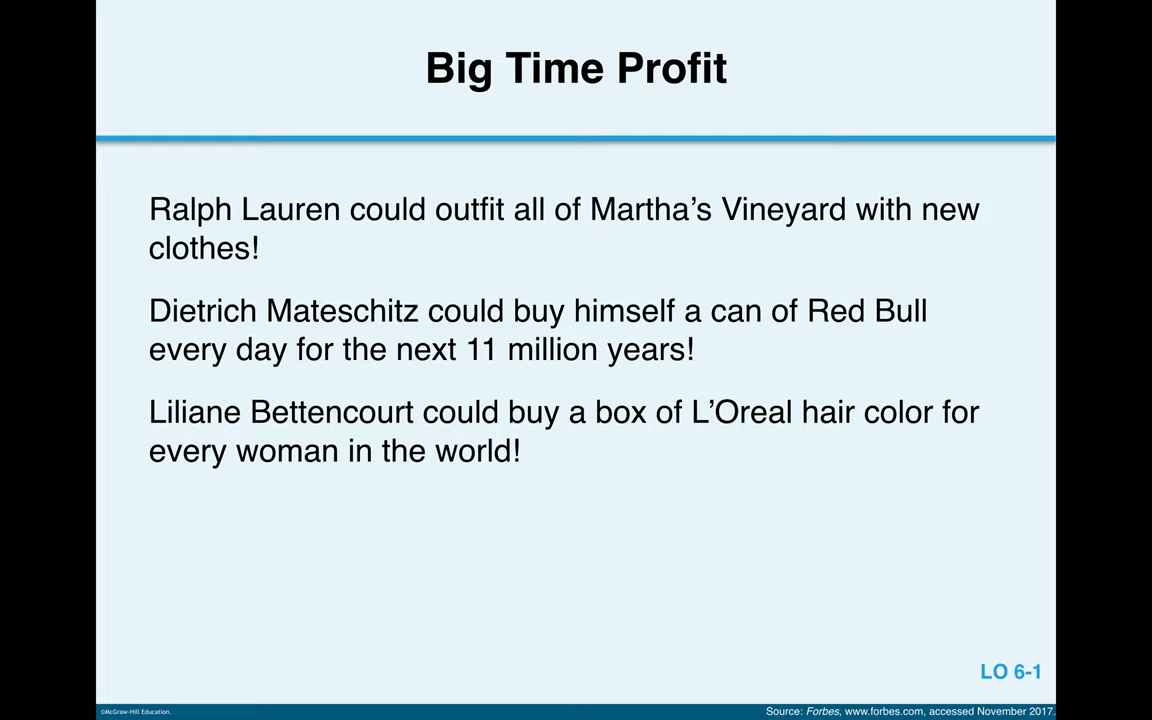 Big Time Profit
Ralph Lauren could outfit all of Martha’s Vineyard with new
clothes!
Dietrich Mateschitz could buy himself a can of Red Bull
every day for the next 11 million years!
Liliane Bettencourt could buy a box of L’Oreal hair color for
every woman in the world!
LO 6-1
©McGraw-Hill Education.
Source: Forbes, www.forbes.com, accessed November 2017.